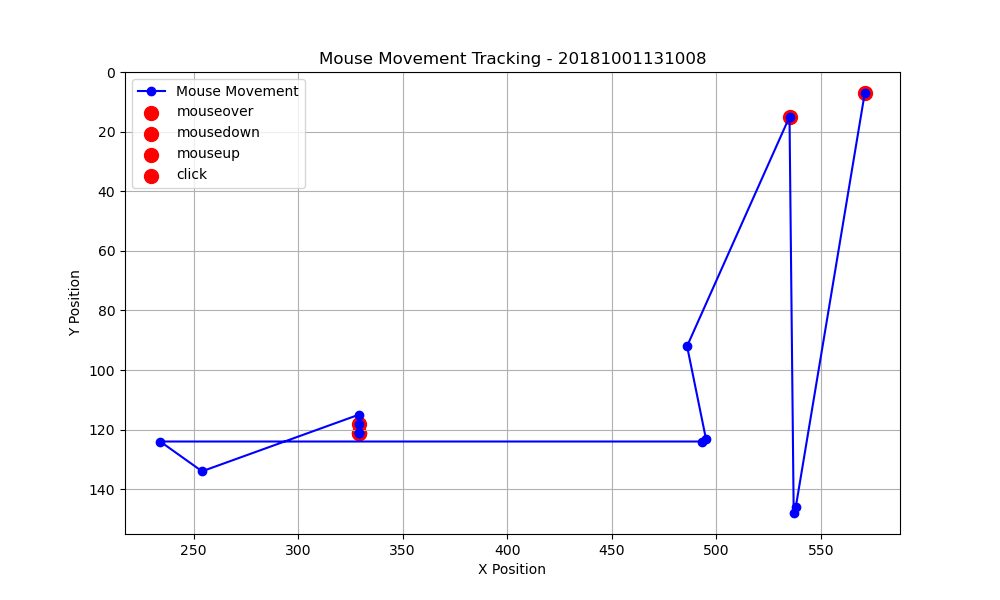 Mouse Movement Tracking - 20181001131008
Mouse Movement
mouseover
mousedown
mouseup
click
0
20
40
60
80
100
120
140
Y Position
250
300
350
400
450
500
550
X Position